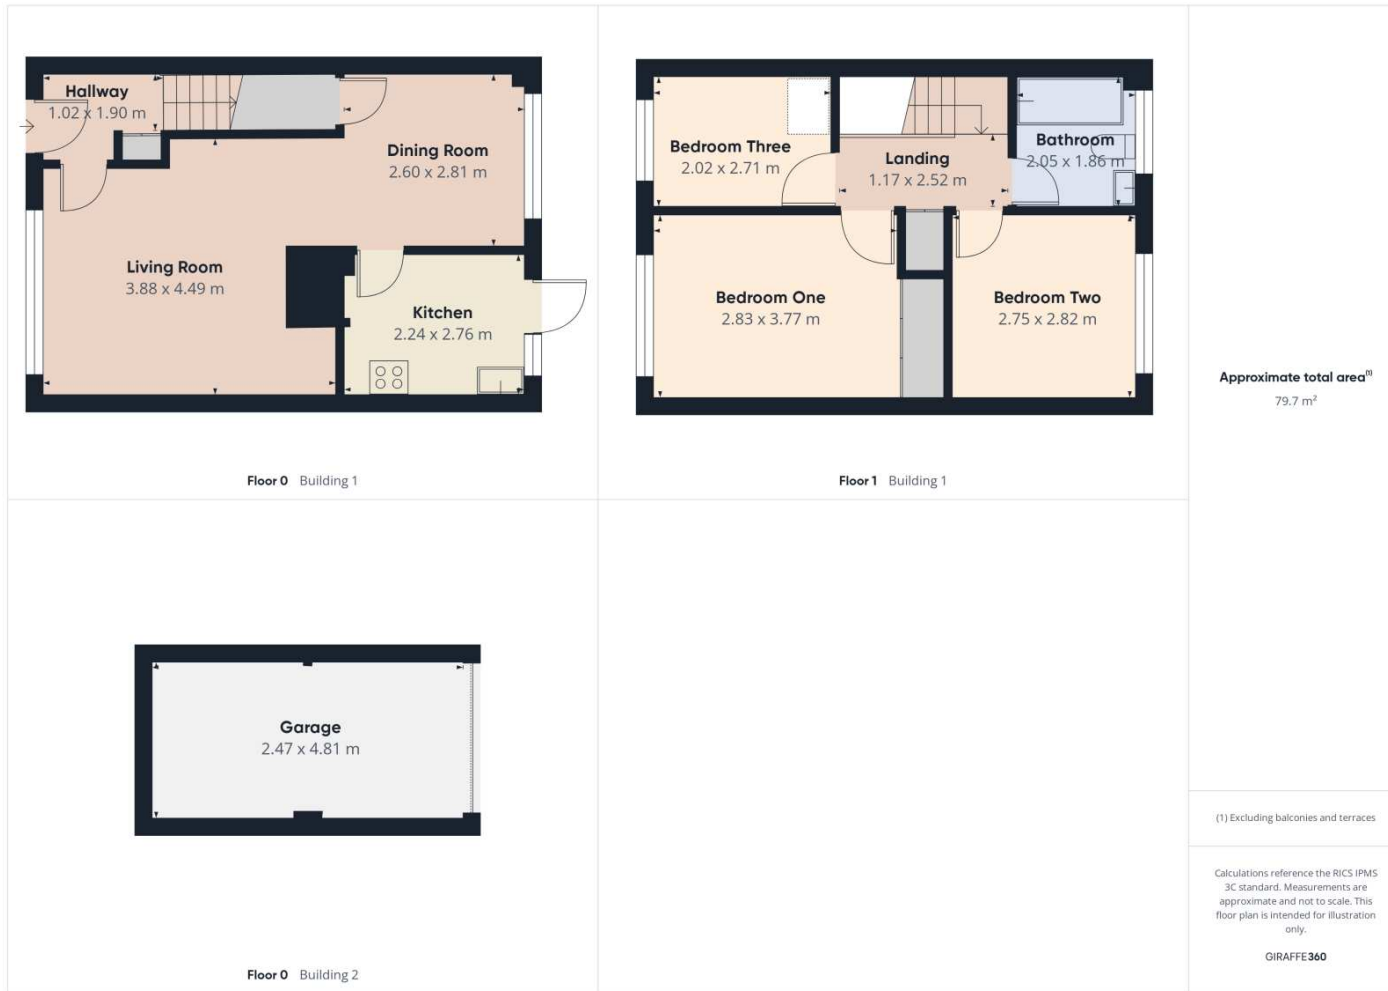 Hallway
1.02 x 1.90 m
Dining Room
2.60 x 2.81 m
Living Room
3.88 x 4.49 m
Kitchen
2.24 x 2.76 m
Floor 0 Building 1
Bedroom Three
2.02 x 2.71 m
Landing
1.17 x 2.52 m
Bathroom
2.05 x 1.86 m
Bedroom One
2.83 x 3.77 m
Bedroom Two
2.75 x 2.82 m
Floor 1 Building 1
Garage
2.47 x 4.81 m
Floor 0 Building 2
Approximate total area(1)
79.7 m²
(1) Excluding balconies and terraces
Calculations reference the RICS IPMS
3C standard. Measurements are
approximate and not to scale. This
floor plan is intended for illustration
only.
GIRAFFE360